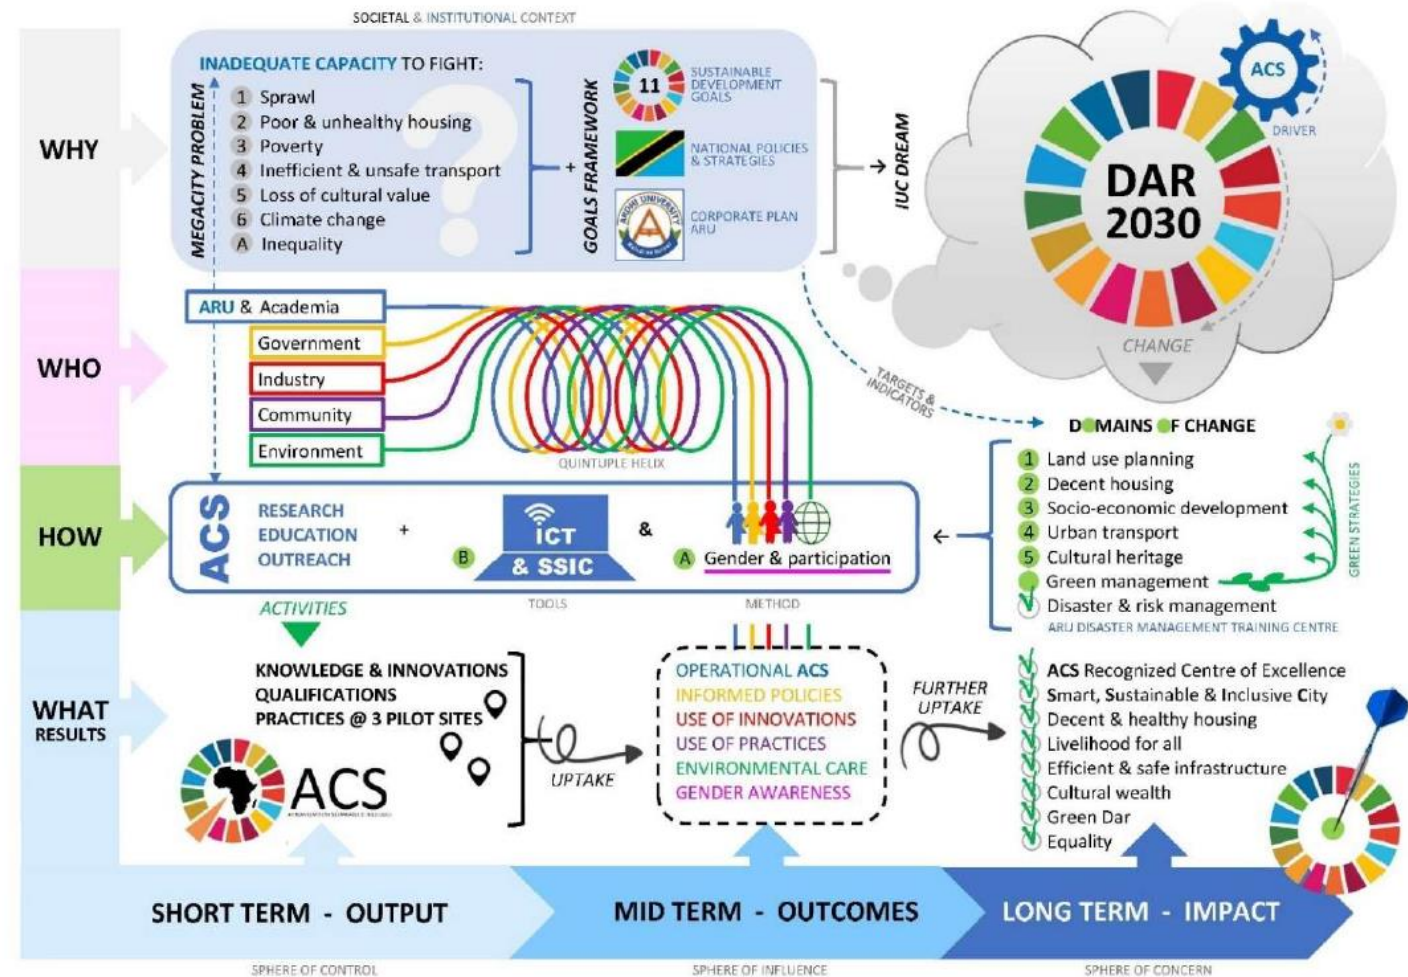 SOCIETAL & INSTITUTIONAL CONTEXT
WHY
MEGACITY PROBLEM
INADEQUATE CAPACITY TO FIGHT:
1 Sprawl
2 Poor & unhealthy housing
3 Poverty
4 Inefficient & unsafe transport
5 Loss of cultural value
6 Climate change
A Inequality
?
+
GOALS FRAMEWORK
11
SUSTAINABLE
DEVELOPMENT
GOALS
NATIONAL POLICIES
& STRATEGIES
ARDHI UNIVERSITY
CORPORATE PLAN
ARU
IUC DREAM
ACS
DRIVER
DAR
2030
CHANGE
WHO
ARU & Academia
Government
Industry
Community
Environment
QUINTUPLE HELIX
TARGETS &
INDICATORS
HOW
ACS
RESEARCH
EDUCATION
OUTREACH
+
B
ICT
& SSIC
&
A Gender & participation
ACTIVITIES
TOOLS
METHOD
DOMAINS OF CHANGE
1 Land use planning
2 Decent housing
3 Socio-economic development
4 Urban transport
5 Cultural heritage
Green management
Disaster & risk management
ARU DISASTER MANAGEMENT TRAINING CENTRE
GREEN STRATEGIES
WHAT
RESULTS
KNOWLEDGE & INNOVATIONS
QUALIFICATIONS
PRACTICES @ 3 PILOT SITES
ACS
UPTAKE
OPERATIONAL ACS
INFORMED POLICIES
USE OF INNOVATIONS
USE OF PRACTICES
ENVIRONMENTAL CARE
GENDER AWARENESS
FURTHER
UPTAKE
ACS Recognized Centre of Excellence
Smart, Sustainable & Inclusive City
Decent & healthy housing
Livelihood for all
Efficient & safe infrastructure
Cultural wealth
Green Dar
Equality
SHORT TERM - OUTPUT
MID TERM - OUTCOMES
LONG TERM - IMPACT
SPHERE OF CONTROL
SPHERE OF INFLUENCE
SPHERE OF CONCERN